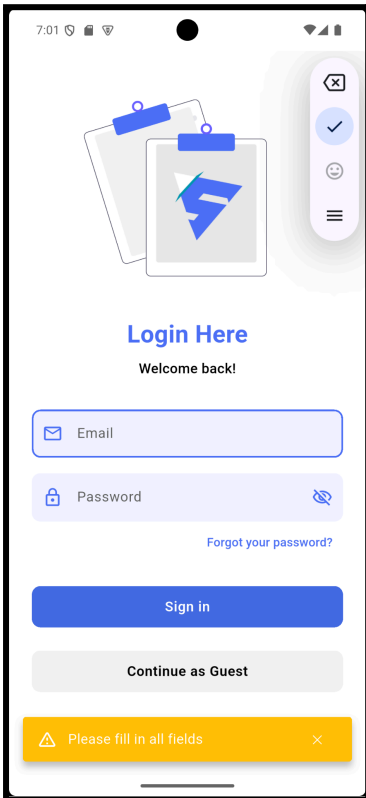 7:01
Login Here
Welcome back!
Email
Password
Forgot your password?
Sign in
Continue as Guest
Please fill in all fields